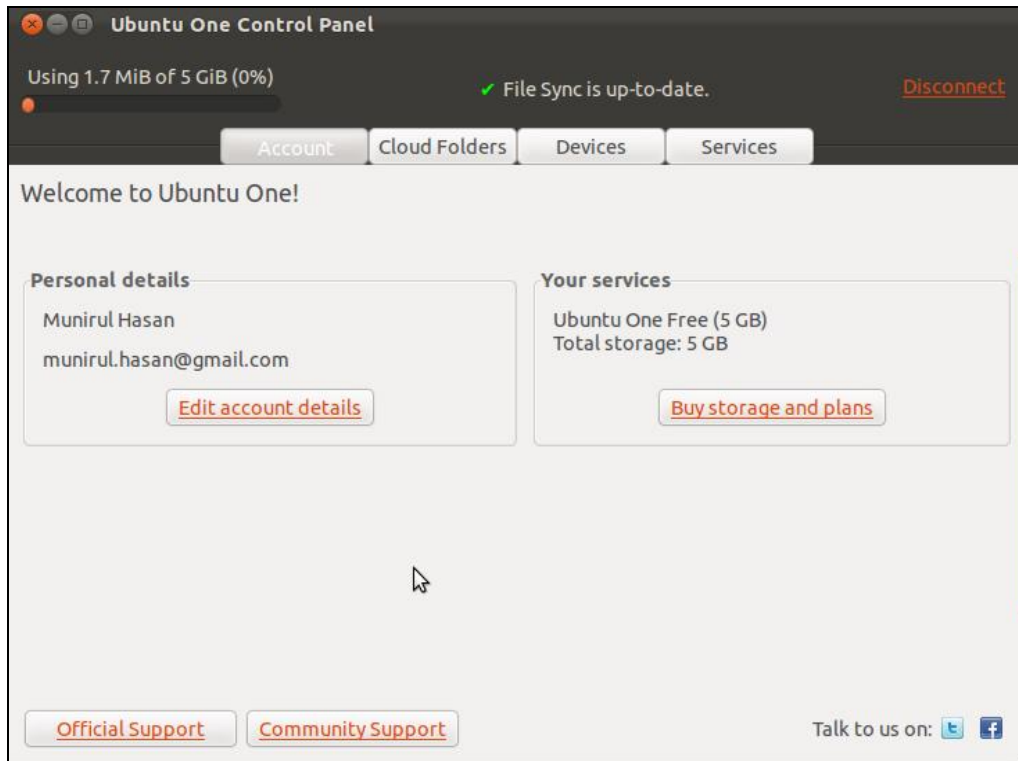 Ubuntu One Control Panel
Using 1.7 MiB of 5 GiB (0%)
✔ File Sync is up-to-date.
Disconnect
Account
Cloud Folders
Devices
Services
Welcome to Ubuntu One!
Personal details
Munirul Hasan
munirul.hasan@gmail.com
Edit account details
Your services
Ubuntu One Free (5 GB)
Total storage: 5 GB
Buy storage and plans
Official Support
Community Support
Talk to us on: